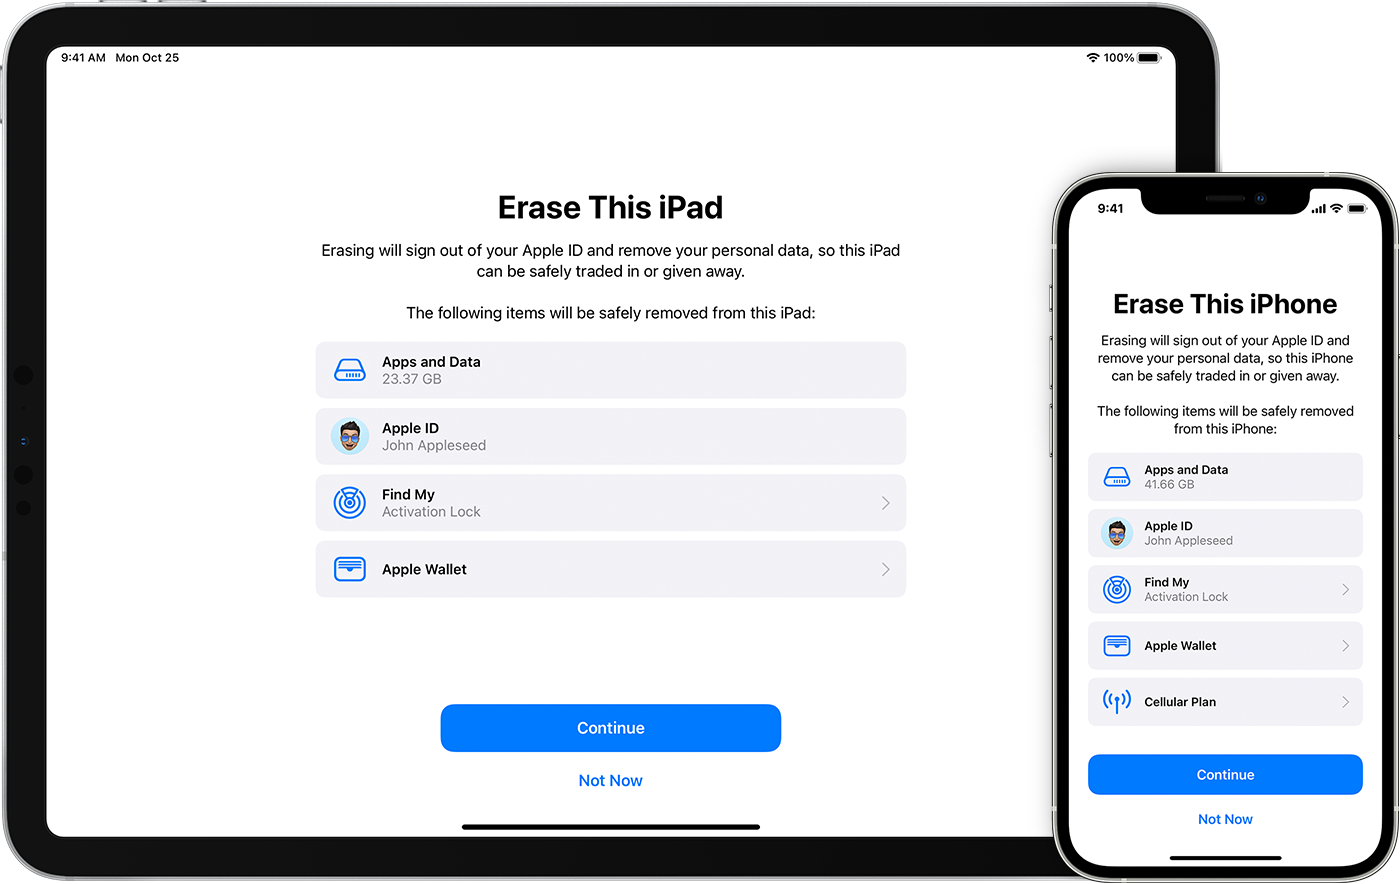 9:41 AM Mon Oct 25
100%
Erase This iPad
Erasing will sign out of your Apple ID and remove your personal data, so this iPad
can be safely traded in or given away.
The following items will be safely removed from this iPad:
Apps and Data
23.37 GB
Apple ID
John Appleseed
Find My
Activation Lock
Apple Wallet
Continue
Not Now
9:41
Erase This iPhone
Erasing will sign out of your Apple ID and
remove your personal data, so this iPhone
can be safely traded in or given away.
The following items will be safely removed
from this iPhone:
Apps and Data
41.66 GB
Apple ID
John Appleseed
Find My
Activation Lock
Apple Wallet
Cellular Plan
Continue
Not Now